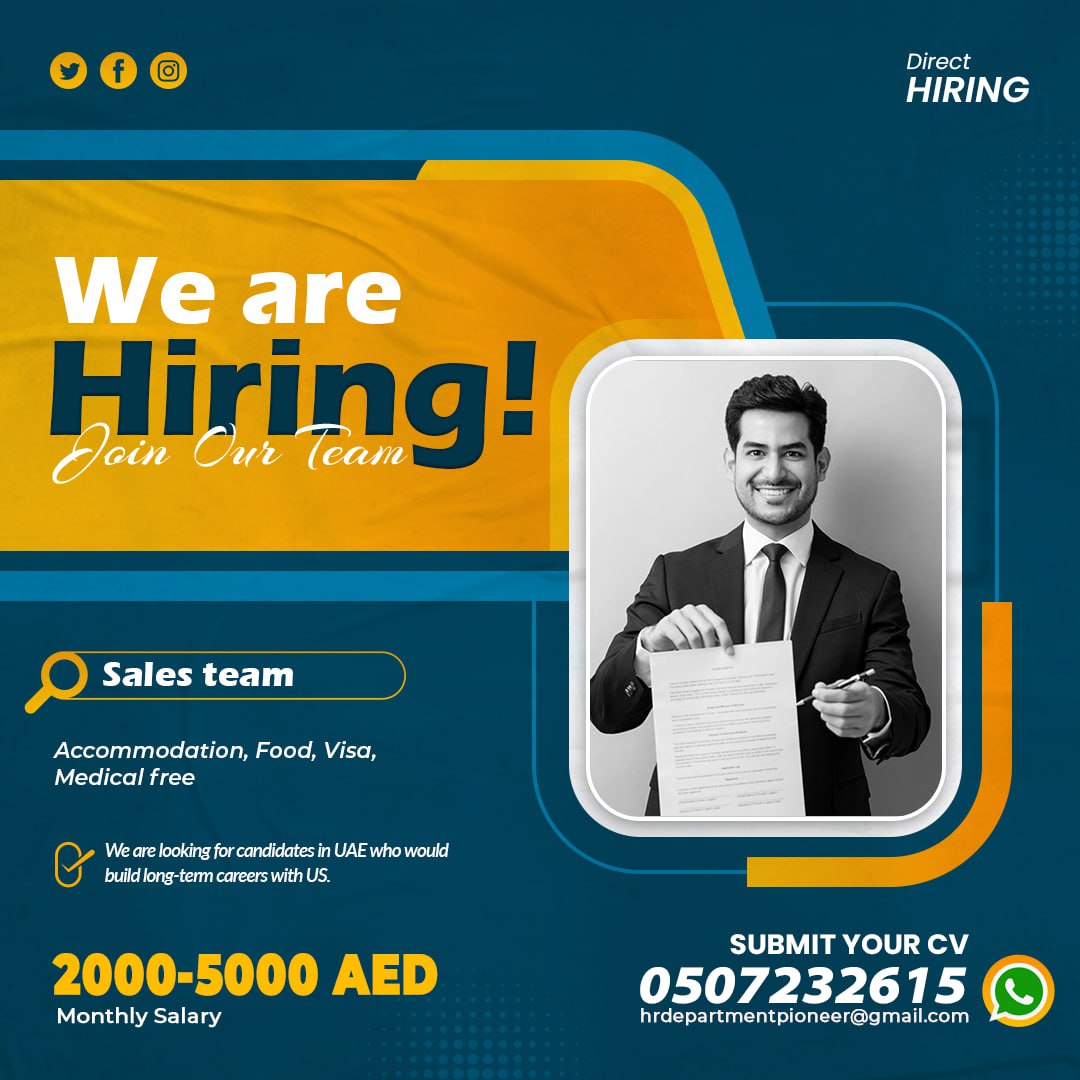 Direct
HIRING
We are
Hiring!
Join Our Team
Sales team
Accommodation, Food, Visa,
Medical free
We are looking for candidates in UAE who would
build long-term careers with US.
2000-5000 AED
Monthly Salary
SUBMIT YOUR CV
0507232615
hrdepartmentpioneer@gmail.com